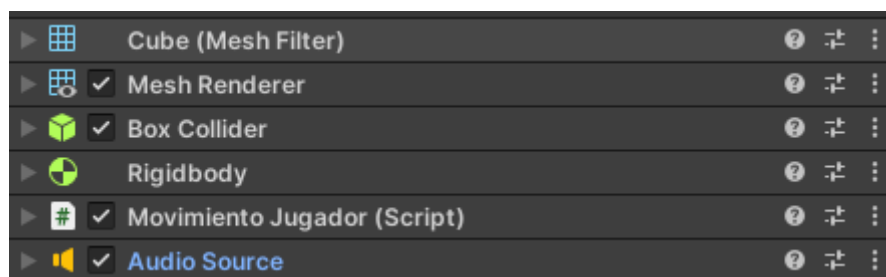 Cube (Mesh Filter)
Mesh Renderer
Box Collider
Rigidbody
# Movimiento Jugador (Script)
Audio Source